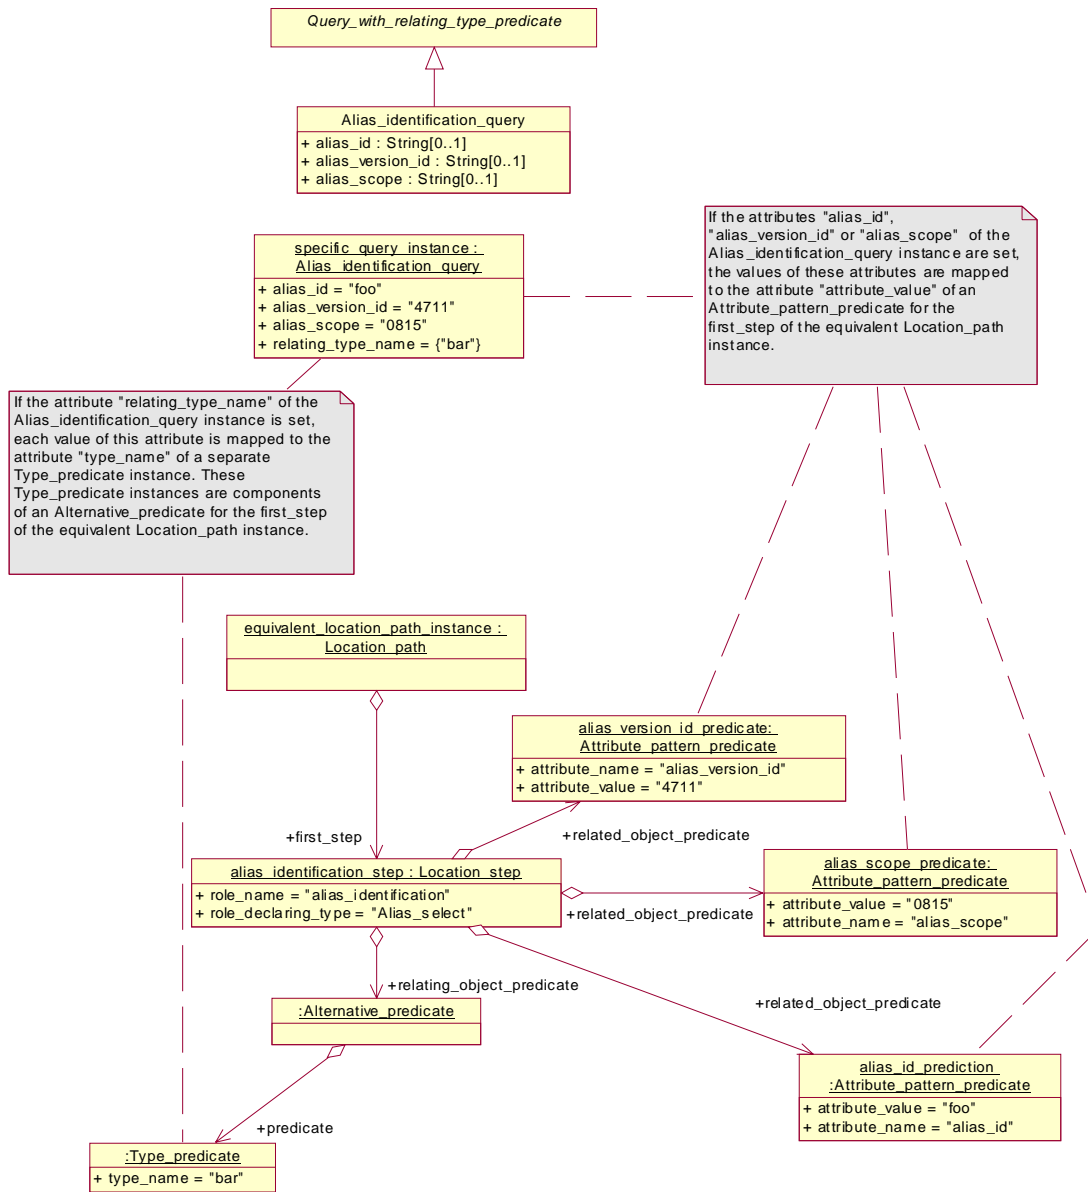 Query_with_relating_type_predicate
Alias_identification_query
+ alias_id : String[0..1]
+ alias_version_id : String[0..1]
+ alias_scope : String[0..1]
If the attributes "alias_id",
"alias_version_id" or "alias_scope" of the
Alias_identification_query instance are set,
the values of these attributes are mapped
to the attribute "attribute_value" of an
Attribute_pattern_predicate for the
first_step of the equivalent Location_path
instance.
specific_query_instance :
Alias_identification_query
+ alias_id = "foo"
+ alias_version_id = "4711"
+ alias_scope = "0815"
+ relating_type_name = {"bar"}
If the attribute "relating_type_name" of the
Alias_identification_query instance is set,
each value of this attribute is mapped to the
attribute "type_name" of a separate
Type_predicate instance. These
Type_predicate instances are components
of an Alternative_predicate for the first_step
of the equivalent Location_path instance.
equivalent_location_path_instance :
Location_path
alias_version_id_predicate:
Attribute_pattern_predicate
+ attribute_name = "alias_version_id"
+ attribute_value = "4711"
+first_step
+related_object_predicate
alias_identification_step : Location_step
+ role_name = "alias_identification"
+ role_declaring_type = "Alias_select"
alias_scope_predicate:
Attribute_pattern_predicate
+ attribute_value = "0815"
+ attribute_name = "alias_scope"
+related_object_predicate
+relating_object_predicate
+related_object_predicate
:Alternative_predicate
alias_id_prediction
:Attribute_pattern_predicate
+ attribute_value = "foo"
+ attribute_name = "alias_id"
+predicate
:Type_predicate
+ type_name = "bar"